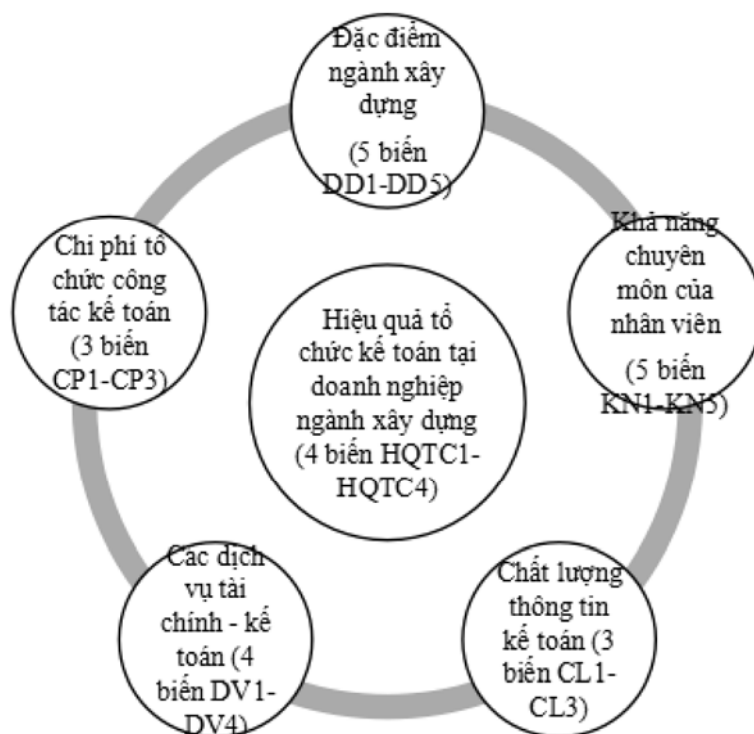 Đặc điểm
ngành xây
dựng
(5 biến
DD1-DD5)
Khả năng
chuyên
môn của
nhân viên
(5 biến
KN1-KN5)
Chất lượng
thông tin
kế toán (3
biến CL1-
CL3)
Các dịch
vụ tài
chính - kế
toán (4
biến DV1-
DV4)
Chi phí tổ
chức công
tác kế toán
(3 biến
CP1-CP3)
Hiệu quả tổ
chức kế toán tại
doanh nghiệp
ngành xây dựng
(4 biến HQTC1-
HQTC4)